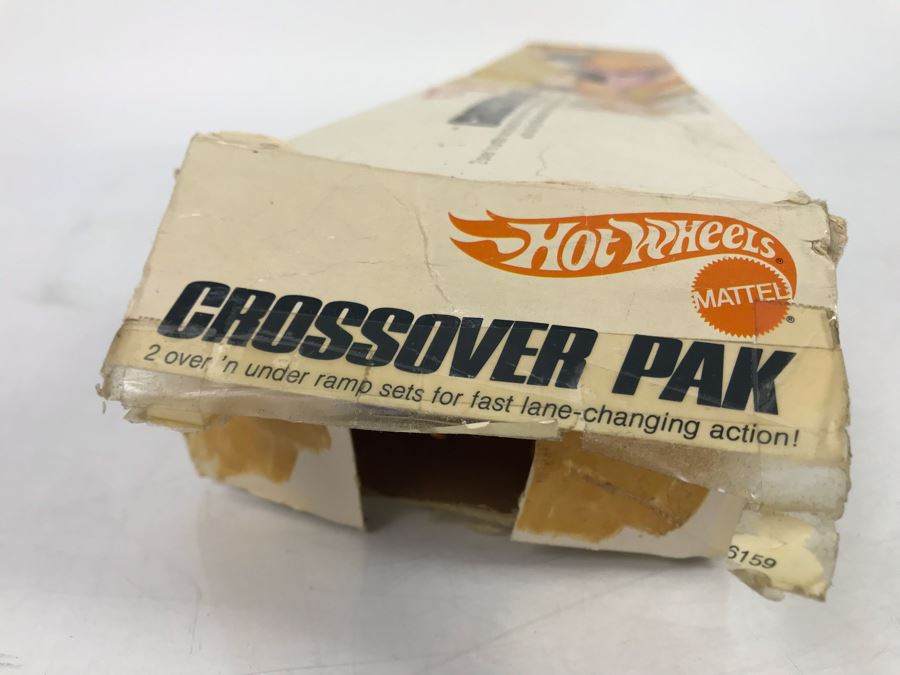 HOT WHEELS®
MATTEL®
CROSSOVER PAK
2 over 'n under ramp sets for fast lane-changing action!
6159